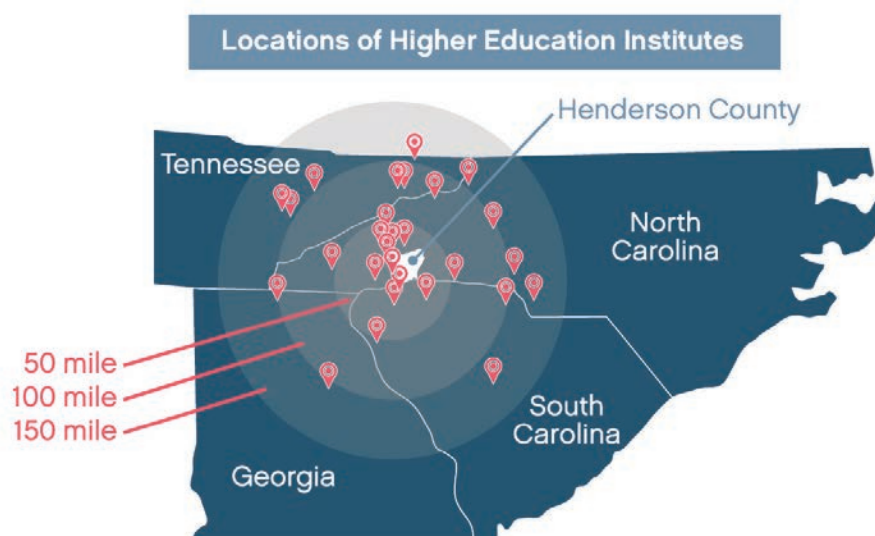 Locations of Higher Education Institutes
Henderson County
Tennessee
North
Carolina
50 mile
100 mile
150 mile
South
Carolina
Georgia